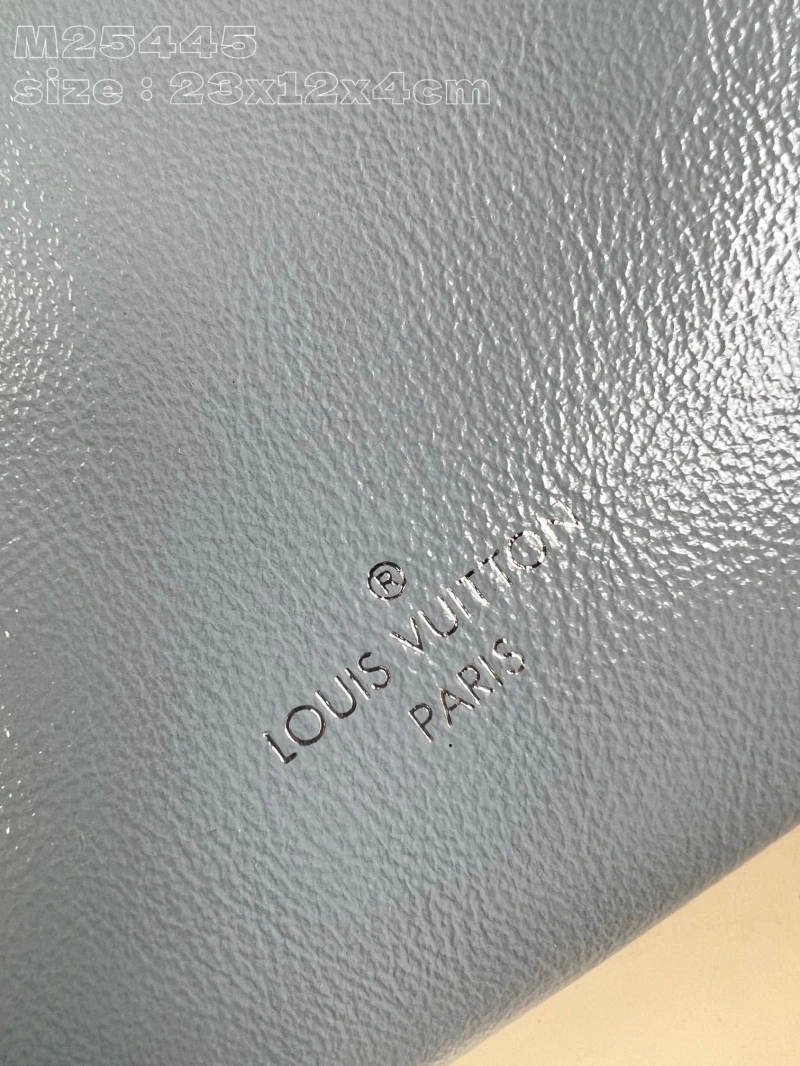 M25445
size : 23x12x4cm
®
LOUIS VUITTON
PARIS